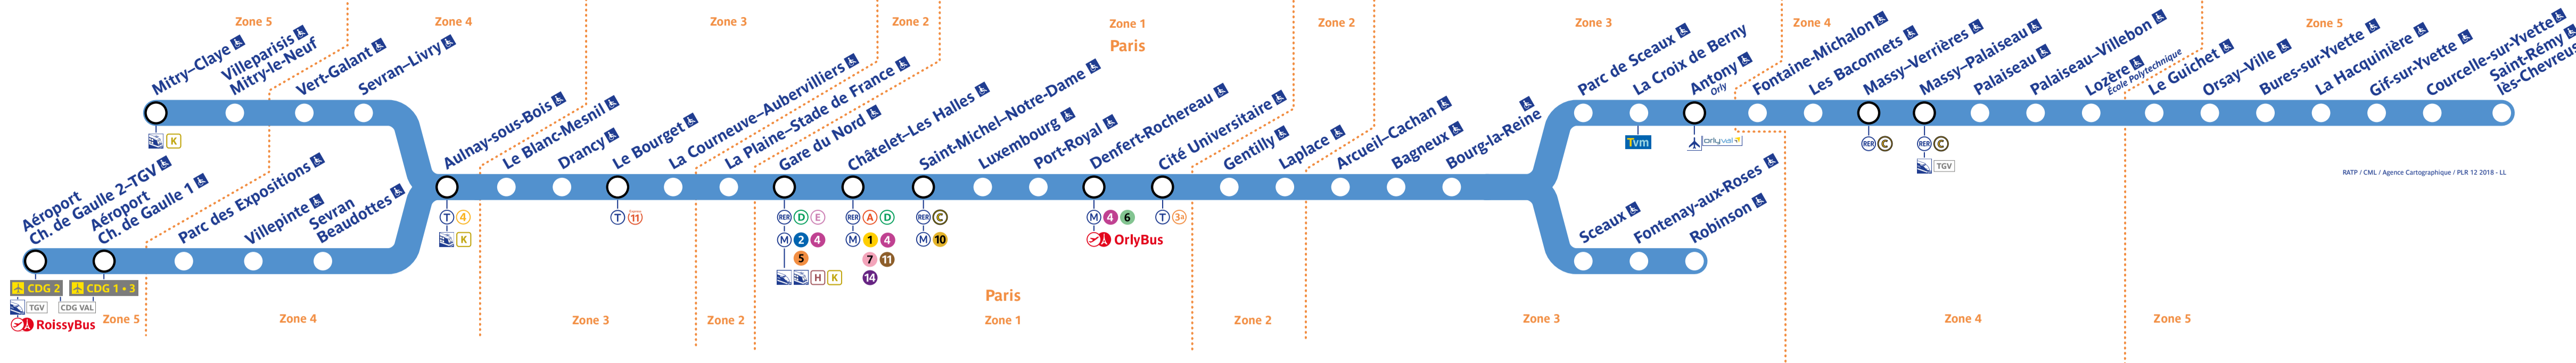 Zone 5
Zone 4
Zone 3
Zone 2
Zone 1
Paris
Zone 2
Zone 3
Zone 4
Zone 5
Mitry–Claye
Villeparisis
Mitry-le-Neuf
Vert-Galant
Sevran–Livry
K
Aéroport
Ch. de Gaulle 2–TGV
Aéroport
Ch. de Gaulle 1
Parc des Expositions
Villepinte
Sevran
Beaudottes
CDG 2
CDG 1 • 3
TGV
CDG VAL
RoissyBus
Aulnay-sous-Bois
T 4
K
Le Blanc-Mesnil
Drancy
Le Bourget
T 11
La Courneuve–Aubervilliers
La Plaine–Stade de France
Gare du Nord
RER D E
M 2 4
5
H K
Châtelet–Les Halles
RER A D
M 1 4
7 11
14
Saint-Michel–Notre-Dame
RER C
M 10
Luxembourg
Port-Royal
Denfert-Rochereau
M 4 6
OrlyBus
Cité Universitaire
T 3a
Gentilly
Laplace
Arcueil–Cachan
Bagneux
Bourg-la-Reine
Parc de Sceaux
La Croix de Berny
Tvm
Antony
Orly
orlyval
Fontaine-Michalon
Les Baconnets
Massy–Verrières
RER C
Massy–Palaiseau
RER C
TGV
Palaiseau
Palaiseau–Villebon
Lozère
École Polytechnique
Le Guichet
Orsay–Ville
Bures-sur-Yvette
La Hacquinière
Gif-sur-Yvette
Courcelle-sur-Yvette
Saint-Rémy
lès-Chevreuse
Sceaux
Fontenay-aux-Roses
Robinson
RATP / CML / Agence Cartographique / PLR 12 2018 - LL
Zone 5
Zone 4
Zone 3
Zone 2
Paris
Zone 1
Zone 2
Zone 3
Zone 4
Zone 5